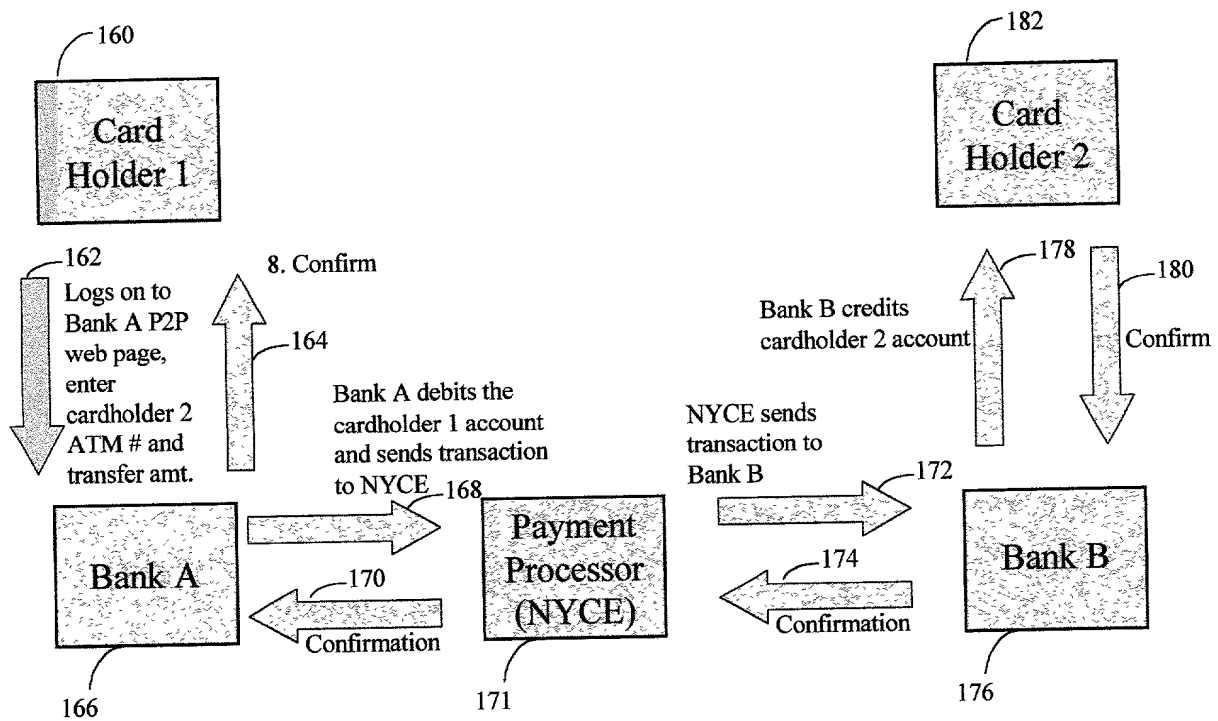 160
Card
Holder 1
182
Card
Holder 2
162
Logs on to
Bank A P2P
web page,
enter
cardholder 2
ATM # and
transfer amt.
8. Confirm
164
Bank A debits the
cardholder 1 account
and sends transaction
to NYCE
168
NYCE sends
transaction to
Bank B
172
Bank B credits
cardholder 2 account
178
180
Confirm
Bank A
166
170
Confirmation
Payment
Processor
(NYCE)
171
174
Confirmation
Bank B
176